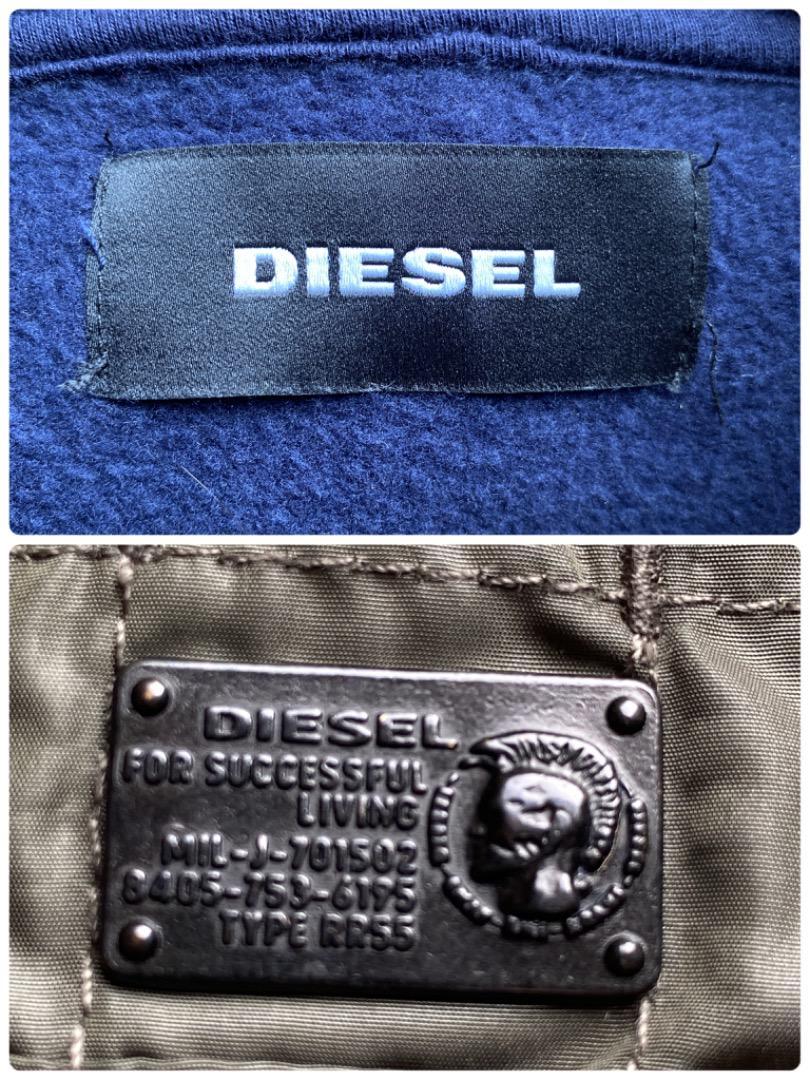 DIESEL
DIESEL
FOR SUCCESSFUL
LIVING
MIL-J-701502
8405-753-6195
TYPE RR55